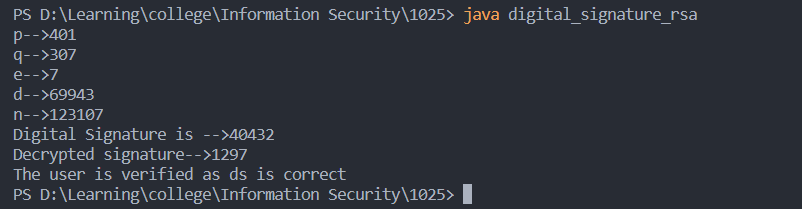 PS D:\Learning\college\Information Security\1025> java digital_signature_rsa
p-->401
q-->307
e-->7
d-->69943
n-->123107
Digital Signature is -->40432
Decrypted signature-->1297
The user is verified as ds is correct
PS D:\Learning\college\Information Security\1025>